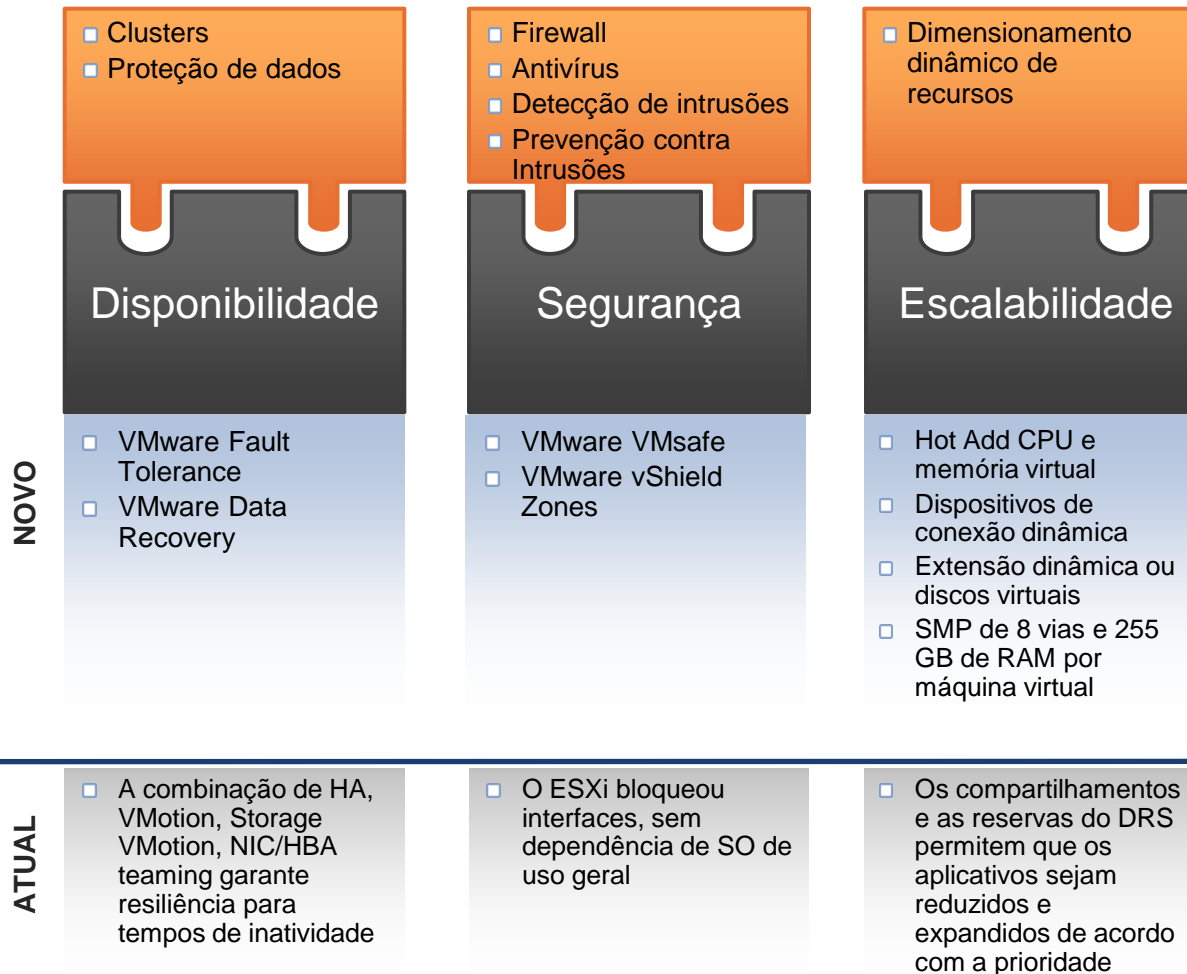 Clusters
Proteção de dados
Firewall
Antivírus
Detecção de intrusões
Prevenção contra
Intrusões
Dimensionamento
dinâmico de
recursos
Disponibilidade
Segurança
Escalabilidade
NOVO
VMware Fault
Tolerance
VMware Data
Recovery
VMware VMsafe
VMware vShield
Zones
Hot Add CPU e
memória virtual
Dispositivos de
conexão dinâmica
Extensão dinâmica ou
discos virtuais
SMP de 8 vias e 255
GB de RAM por
máquina virtual
ATUAL
A combinação de HA,
VMotion, Storage
VMotion, NIC/HBA
teaming garante
resiliência para
tempos de inatividade
O ESXi bloqueou
interfaces, sem
dependência de SO de
uso geral
Os compartilhamentos
e as reservas do DRS
permitem que os
aplicativos sejam
reduzidos e
expandidos de acordo
com a prioridade